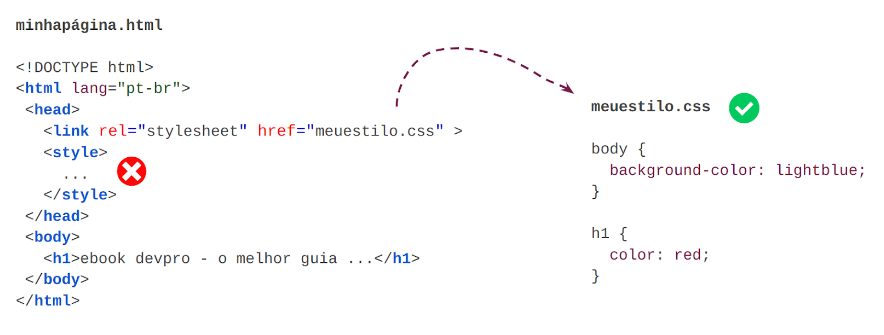 minhapágina.html
<!DOCTYPE html>
<html lang="pt-br">
<head>
<link rel="stylesheet" href="meuestilo.css" >
<style>
...
</style>
</head>
<body>
<h1>ebook devpro - o melhor guia ...</h1>
</body>
</html>
meuestilo.css
body {
background-color: lightblue;
}
h1 {
color: red;
}